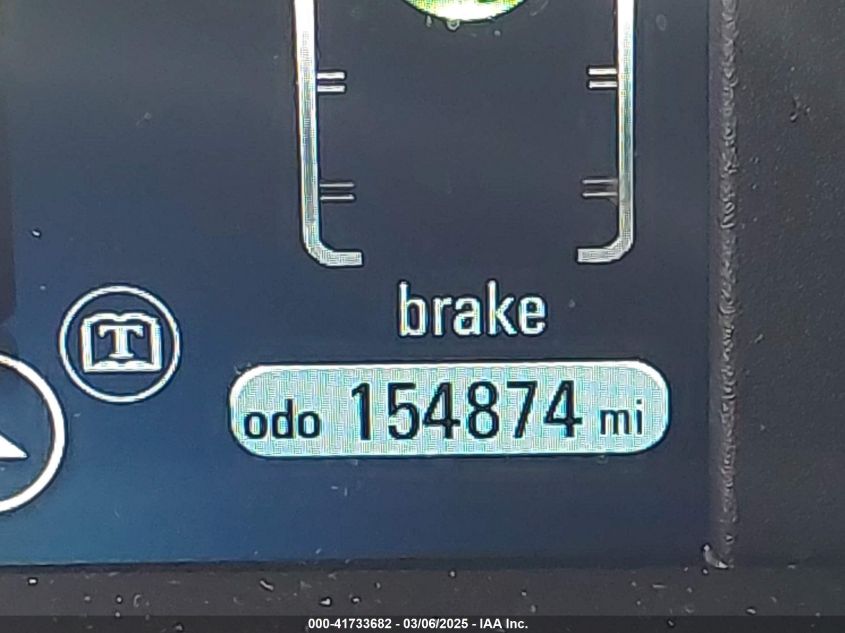 brake
T
odo 154874 mi
000-41733682 - 03/06/2025 - IAA Inc.